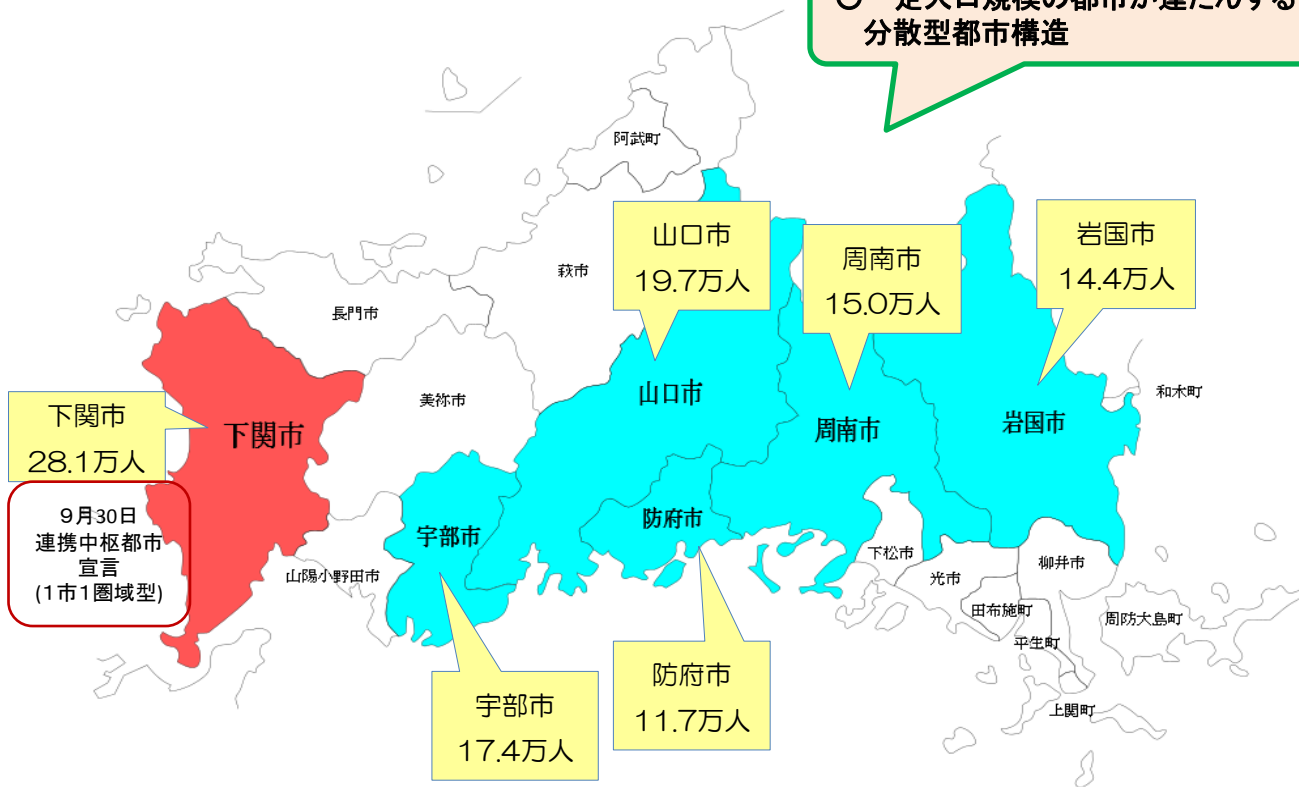 分散型都市構造
阿武町
山口市
19.7万人
周南市
15.0万人
岩国市
14.4万人
萩市
長門市
美祢市
和木町
下関市
28.1万人
下関市
山口市
周南市
岩国市
9月30日
連携中枢都市
宣言
(1市1圏域型)
宇部市
防府市
山陽小野田市
下松市
光市
柳井市
田布施町
平生町
周防大島町
上関町
宇部市
17.4万人
防府市
11.7万人